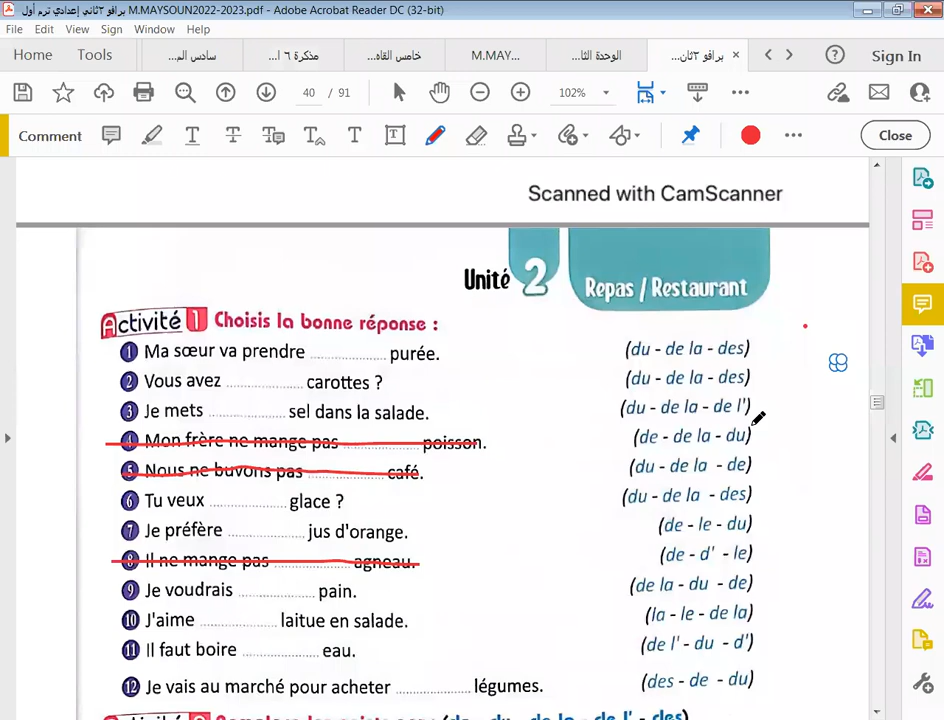 برافو ٣ثاني إعدادي ترم أول M.MAYSOUN2022-2023.pdf - Adobe Acrobat Reader DC (32-bit)
File Edit View Sign Window Help
Home Tools سادس الم... مذكرة ٦ ا... خامس القاه... M.MAY... الوحدة الثا... برافو ٣ثان... Sign In
40 / 91 102%
Comment Close
Scanned with CamScanner
Unité 2 Repas / Restaurant
Activité 1 Choisis la bonne réponse :
1 Ma sœur va prendre .............. purée. (du - de la - des)
2 Vous avez .............. carottes ? (du - de la - des)
3 Je mets .............. sel dans la salade. (du - de la - de l')
4 Mon frère ne mange pas .............. poisson. (de - de la - du)
5 Nous ne buvons pas .............. café. (du - de la - de)
6 Tu veux .............. glace ? (du - de la - des)
7 Je préfère .............. jus d'orange. (de - le - du)
8 Il ne mange pas .............. agneau. (de - d' - le)
9 Je voudrais .............. pain. (de la - du - de)
10 J'aime .............. laitue en salade. (la - le - de la)
11 Il faut boire .............. eau. (de l' - du - d')
12 Je vais au marché pour acheter .............. légumes. (des - de - du)